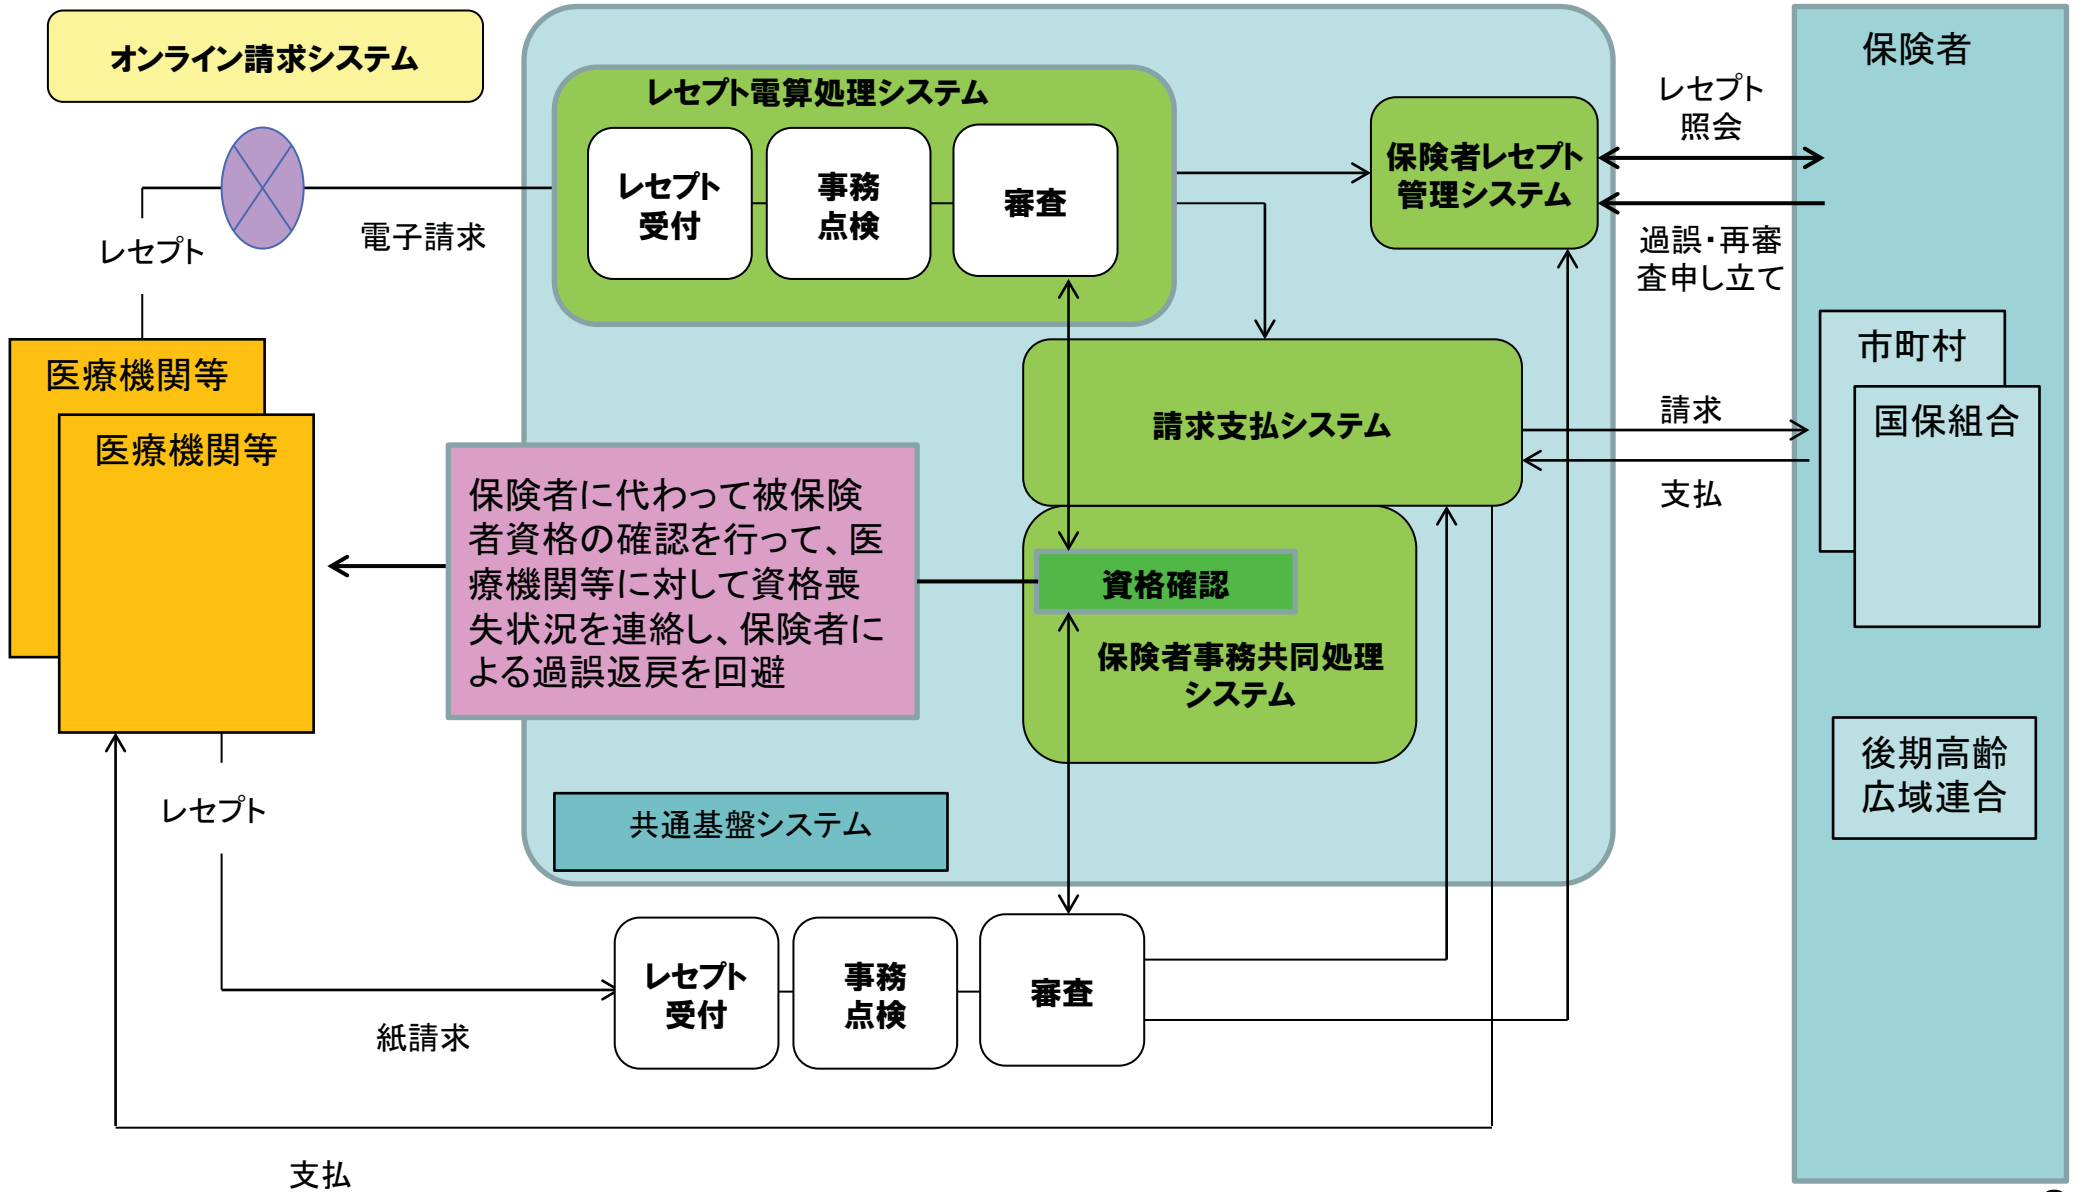 オンライン請求システム
レセプト電算処理システム
レセプト
受付
事務
点検
審査
保険者レセプト
管理システム
レセプト
照会
過誤・再審
査申し立て
保険者
電子請求
レセプト
医療機関等
医療機関等
請求支払システム
請求
支払
市町村
国保組合
保険者に代わって被保険
者資格の確認を行って、医
療機関等に対して資格喪
失状況を連絡し、保険者に
よる過誤返戻を回避
資格確認
保険者事務共同処理
システム
後期高齢
広域連合
共通基盤システム
レセプト
紙請求
レセプト
受付
事務
点検
審査
支払